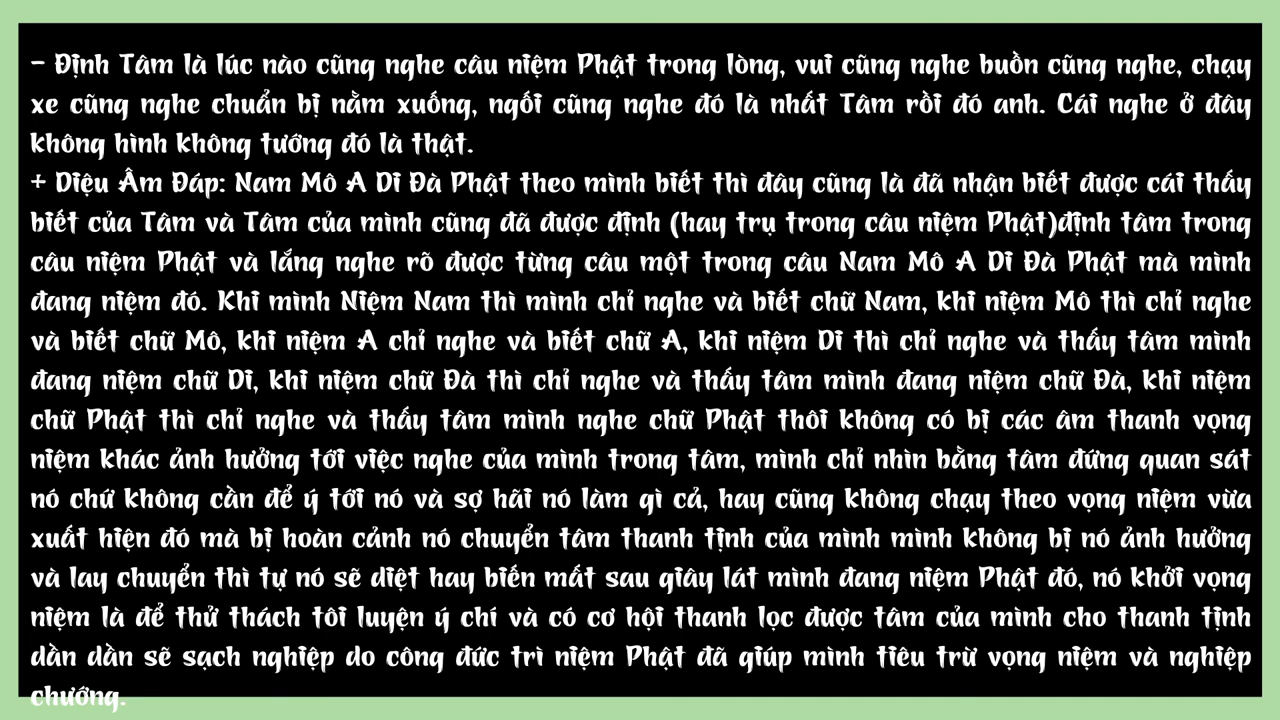 - Định Tâm là lúc nào cũng nghe câu niệm Phật trong lòng, vui cũng nghe buồn cũng nghe, chạy
xe cũng nghe chuẩn bị nằm xuống, ngối cũng nghe đó là nhất Tâm rồi đó anh. Cái nghe ở đây
không hình không tướng đó là thật.
+ Diệu Âm Đáp: Nam Mô A Di Đà Phật theo mình biết thì đây cũng là đã nhận biết được cái thấy
biết của Tâm và Tâm của mình cũng đã được định (hay trụ trong câu niệm Phật)định tâm trong
câu niệm Phật và lắng nghe rõ được từng câu một trong câu Nam Mô A Di Đà Phật mà mình
đang niệm đó. Khi mình Niệm Nam thì mình chỉ nghe và biết chữ Nam, khi niệm Mô thì chỉ nghe
và biết chữ Mô, khi niệm A chỉ nghe và biết chữ A, khi niệm Di thì chỉ nghe và thấy tâm mình
đang niệm chữ Di, khi niệm chữ Đà thì chỉ nghe và thấy tâm mình đang niệm chữ Đà, khi niệm
chữ Phật thì chỉ nghe và thấy tâm mình nghe chữ Phật thôi không có bị các âm thanh vọng
niệm khác ảnh hưởng tới việc nghe của mình trong tâm, mình chỉ nhìn bằng tâm đứng quan sát
nó chứ không cần để ý tới nó và sợ hãi nó làm gì cả, hay cũng không chạy theo vọng niệm vừa
xuất hiện đó mà bị hoàn cảnh nó chuyển tâm thanh tịnh của mình mình không bị nó ảnh hưởng
và lay chuyển thì tự nó sẽ diệt hay biến mất sau giây lát mình đang niệm Phật đó, nó khởi vọng
niệm là để thử thách tôi luyện ý chí và có cơ hội thanh lọc được tâm của mình cho thanh tịnh
dần dần sẽ sạch nghiệp do công đức trì niệm Phật đã giúp mình tiêu trừ vọng niệm và nghiệp
chướng.